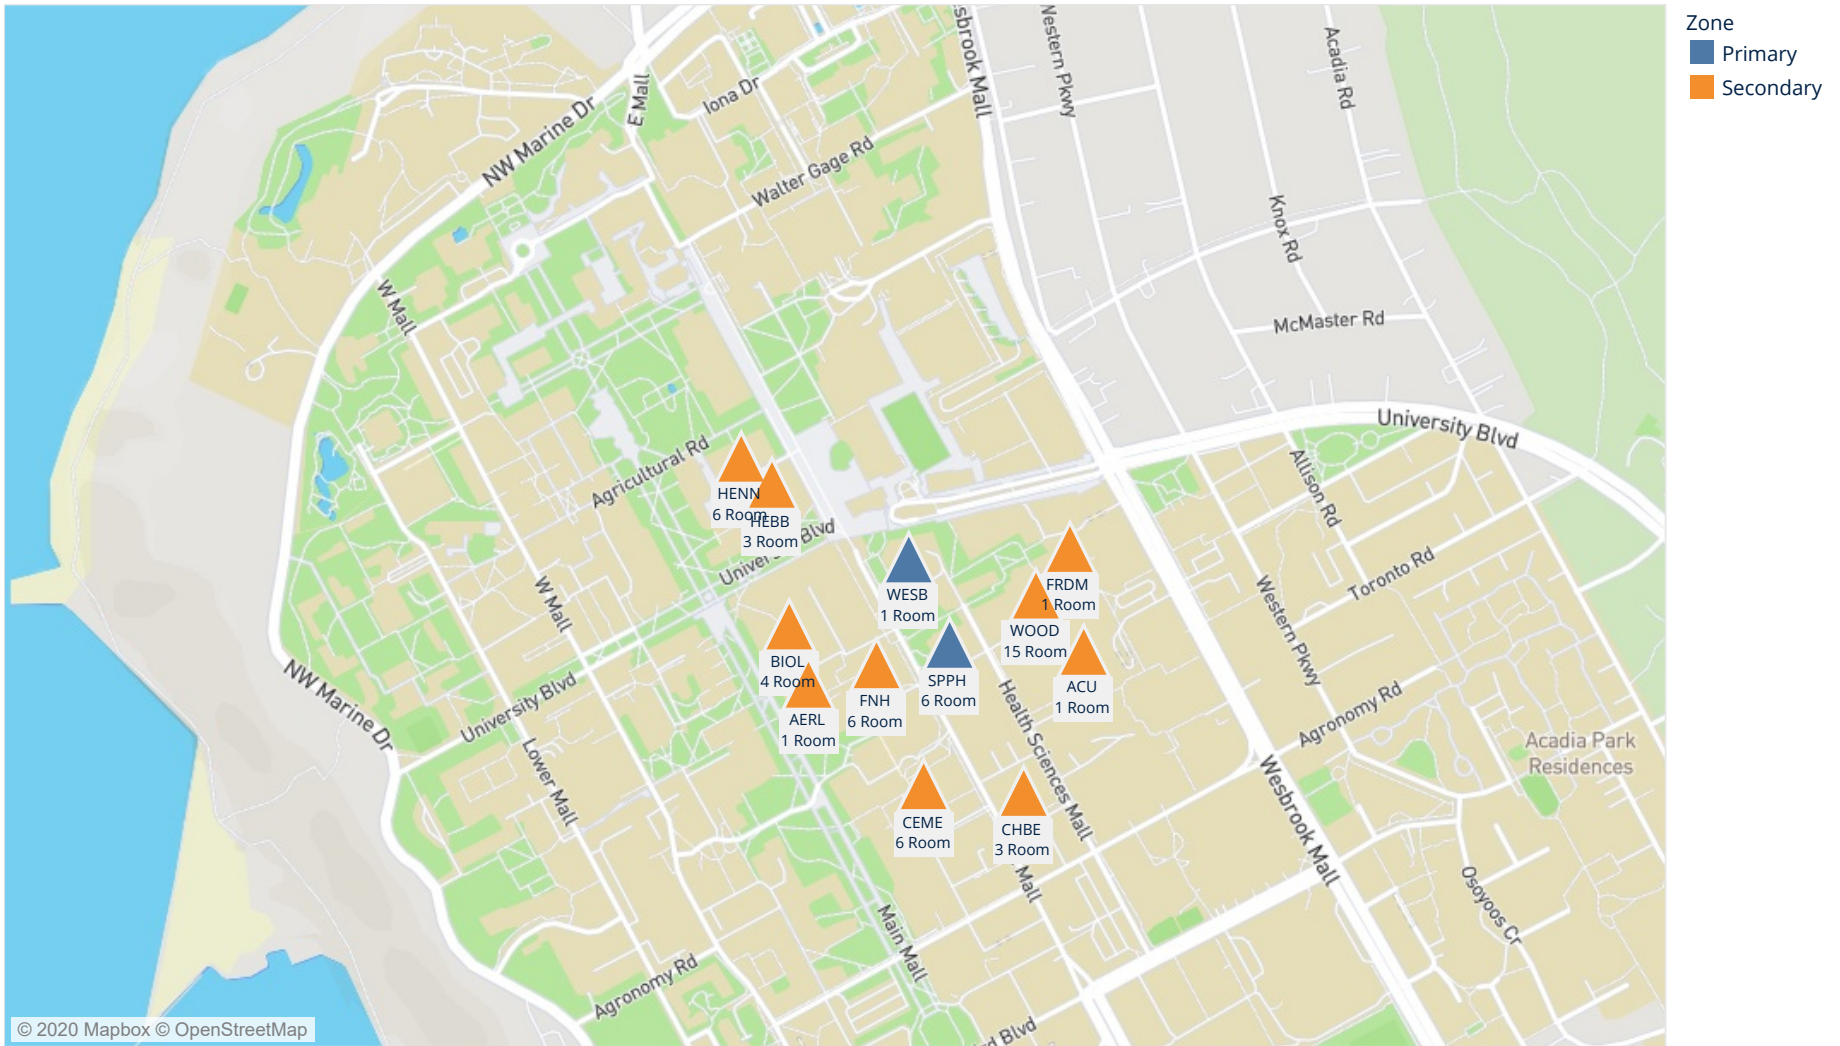 Zone
Primary
Secondary
E Mall
Iona Dr
NW Marine Dr
Walter Gage Rd
sbrook Mall
Western Pkwy
Acadia Rd
Knox Rd
McMaster Rd
W Mall
University Blvd
Agricultural Rd
Allison Rd
HENN
6 Room
HEBB
3 Room
University Blvd
WESB
1 Room
FRDM
1 Room
WOOD
15 Room
Toronto Rd
Western Pkwy
W Mall
BIOL
4 Room
AERL
1 Room
FNH
6 Room
SPPH
6 Room
ACU
1 Room
NW Marine Dr
University Blvd
Lower Mall
Health Sciences Mall
Agronomy Rd
Acadia Park
Residences
CEME
6 Room
CHBE
3 Room
Wesbrook Mall
Mall
Osoyoos Cr
Main Mall
Agronomy Rd
rd Blvd
© 2020 Mapbox © OpenStreetMap